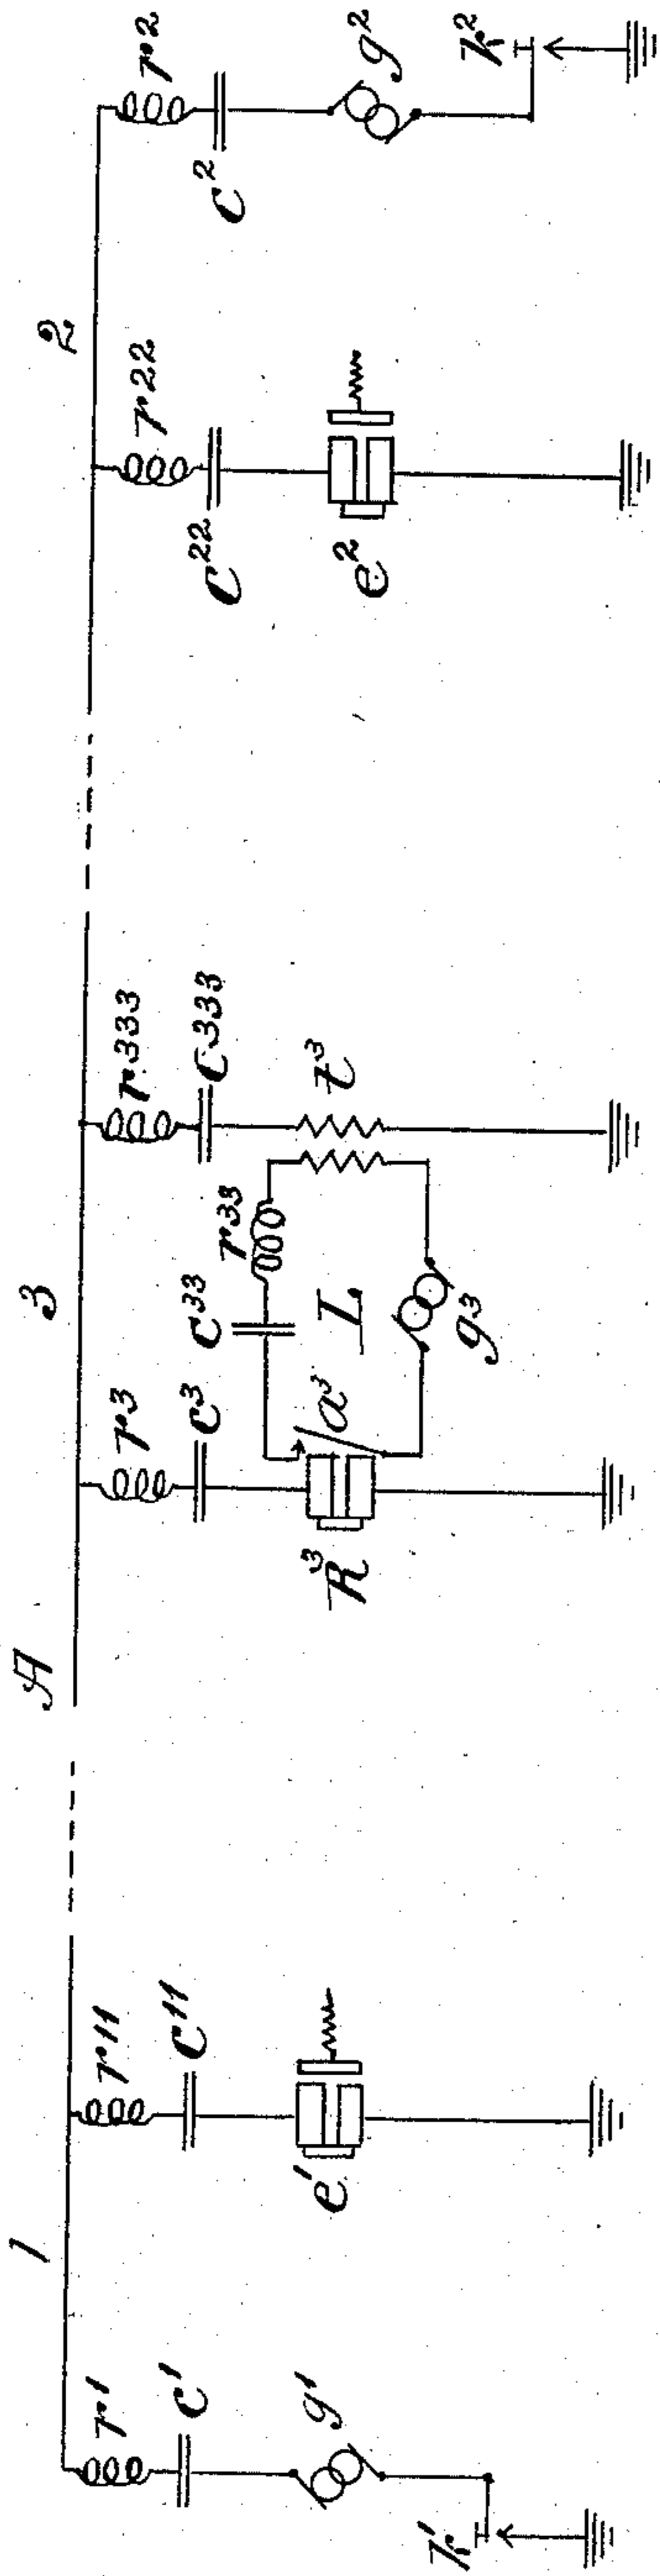 1
A
3
2
r¹
r¹¹
r³
r³³³
r²²
r²
c¹
c¹¹
c³
c³³
r³³
c³³³
c²²
c²
g¹
e¹
R³
a³
L
t³
g³
e²
g²
k¹
k²